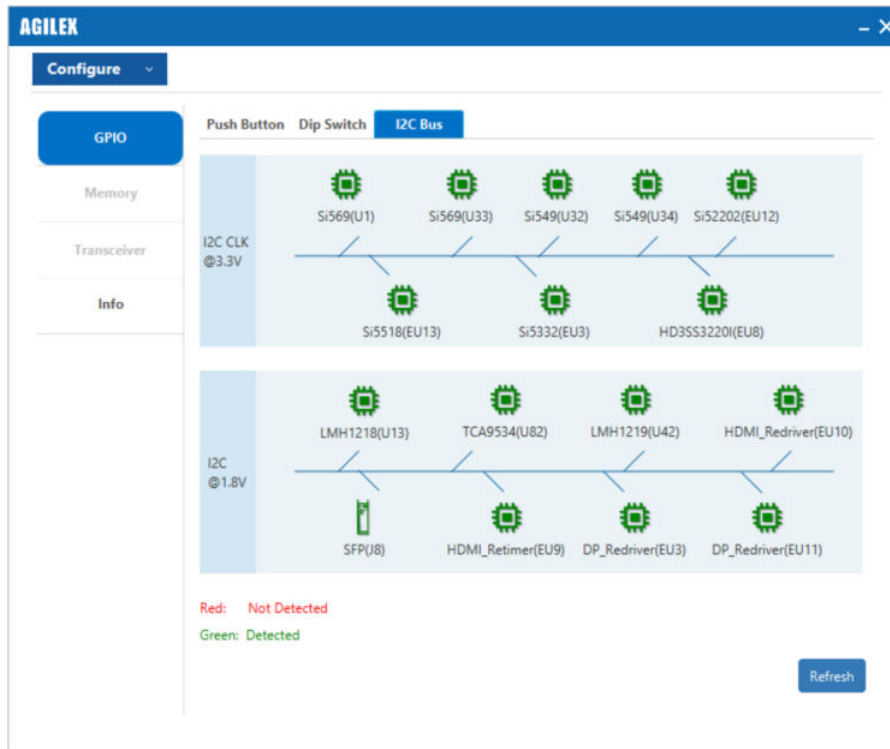 AGILEX
Configure
GPIO
Memory
Transceiver
Info
Push Button Dip Switch I2C Bus
I2C CLK
@3.3V
Si569(U1) Si569(U33) Si549(U32) Si549(U34) Si52202(EU12)
Si5518(EU13) Si5332(EU3) HD3SS3220I(EU8)
I2C
@1.8V
LMH1218(U13) TCA9534(U82) LMH1219(U42) HDMI_Redriver(EU10)
SFP(J8) HDMI_Retimer(EU9) DP_Redriver(EU3) DP_Redriver(EU11)
Red: Not Detected
Green: Detected
Refresh